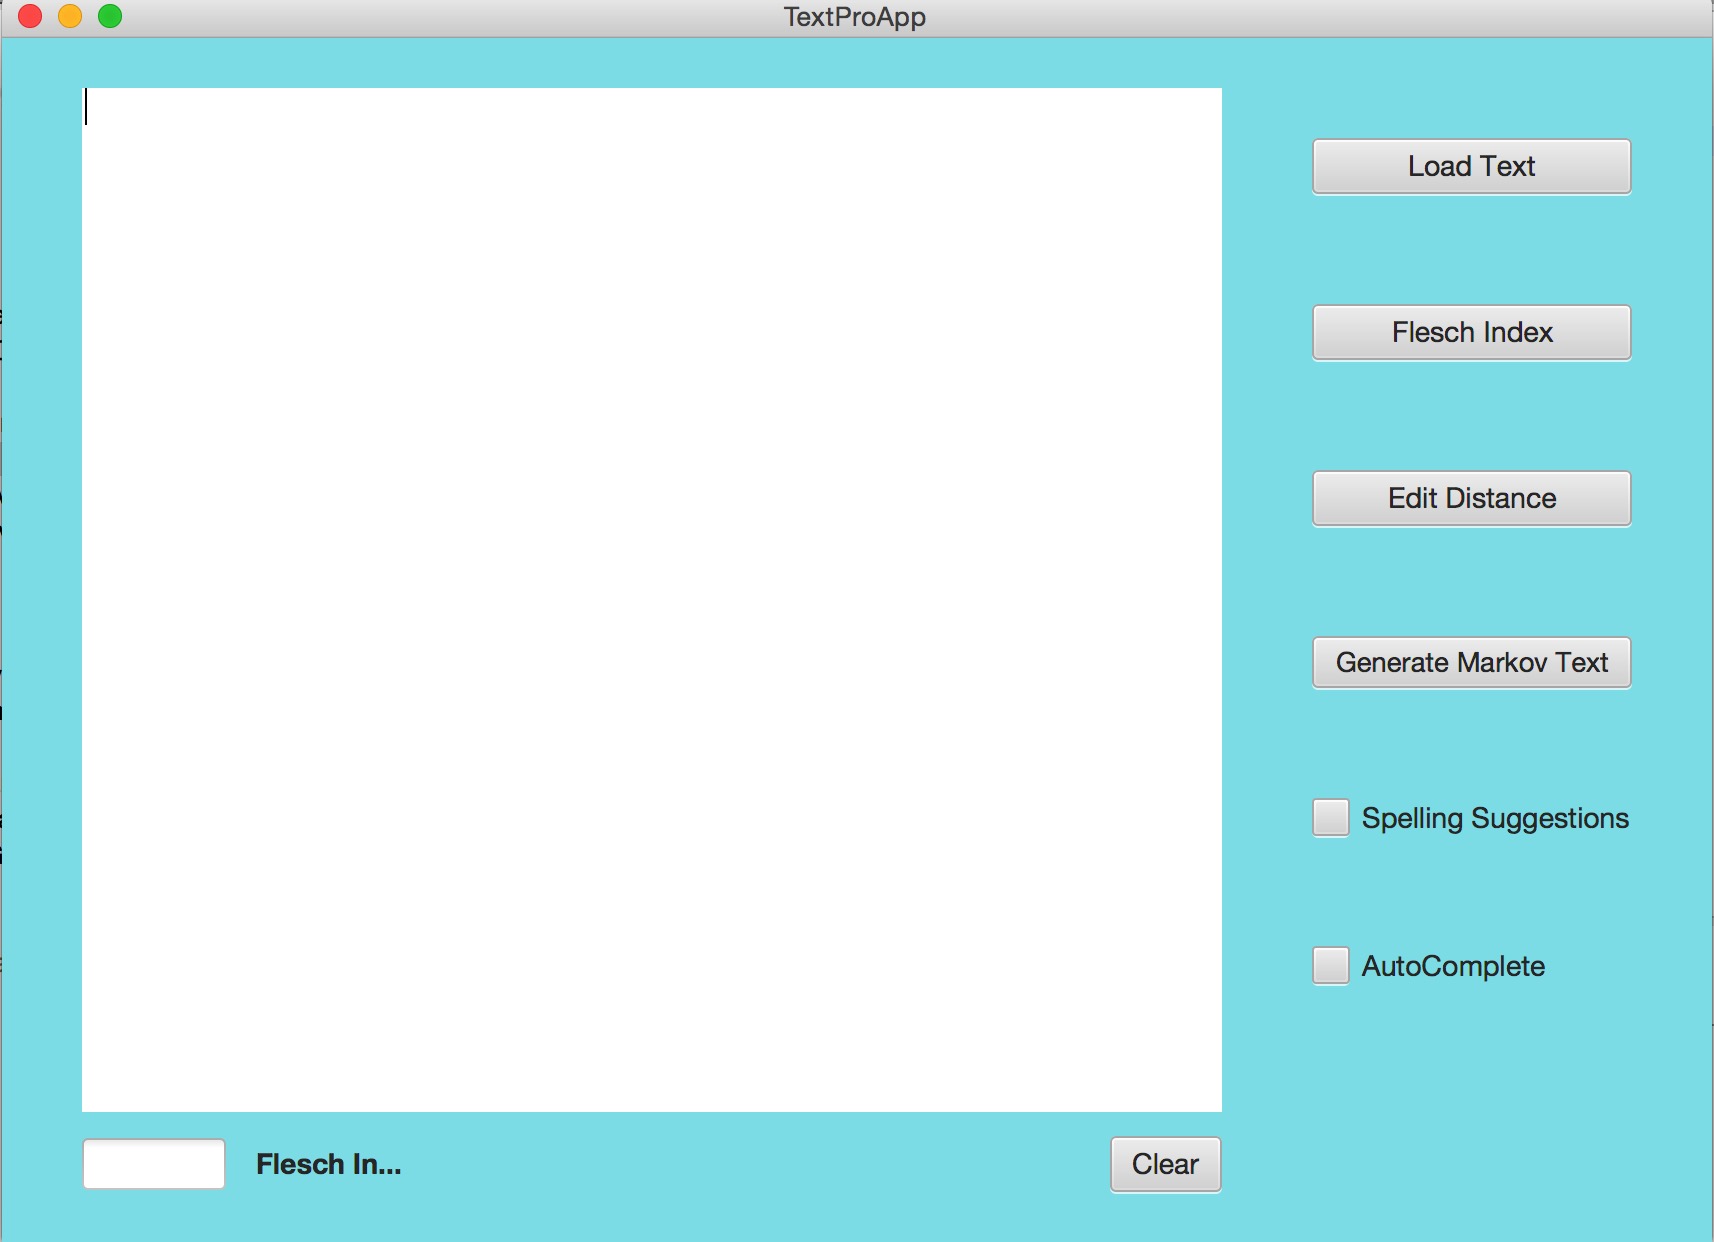 TextProApp
Load Text
Flesch Index
Edit Distance
Generate Markov Text
Spelling Suggestions
AutoComplete
Flesch In...
Clear